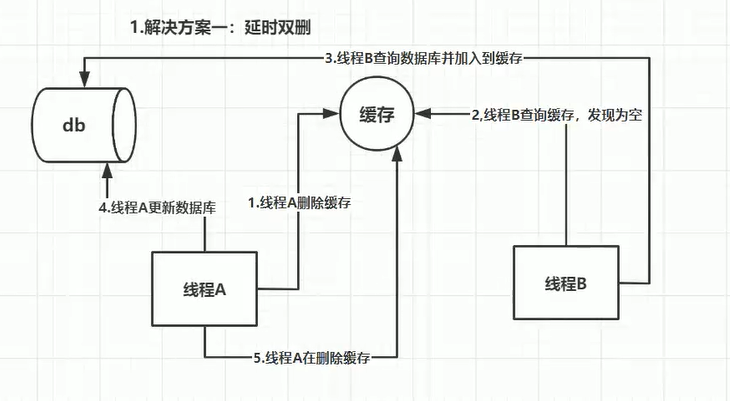 1.解决方案一：延时双删
3.线程B查询数据库并加入到缓存
db
缓存
2,线程B查询缓存，发现为空
4.线程A更新数据库
1.线程A删除缓存
线程A
线程B
5.线程A在删除缓存